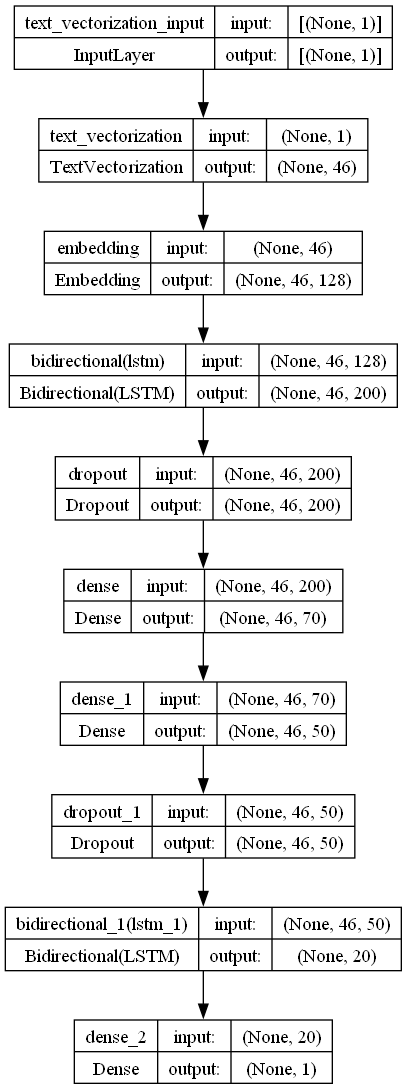 text_vectorization_input input: [(None, 1)]
InputLayer output: [(None, 1)]
text_vectorization input: (None, 1)
TextVectorization output: (None, 46)
embedding input: (None, 46)
Embedding output: (None, 46, 128)
bidirectional(lstm) input: (None, 46, 128)
Bidirectional(LSTM) output: (None, 46, 200)
dropout input: (None, 46, 200)
Dropout output: (None, 46, 200)
dense input: (None, 46, 200)
Dense output: (None, 46, 70)
dense_1 input: (None, 46, 70)
Dense output: (None, 46, 50)
dropout_1 input: (None, 46, 50)
Dropout output: (None, 46, 50)
bidirectional_1(lstm_1) input: (None, 46, 50)
Bidirectional(LSTM) output: (None, 20)
dense_2 input: (None, 20)
Dense output: (None, 1)